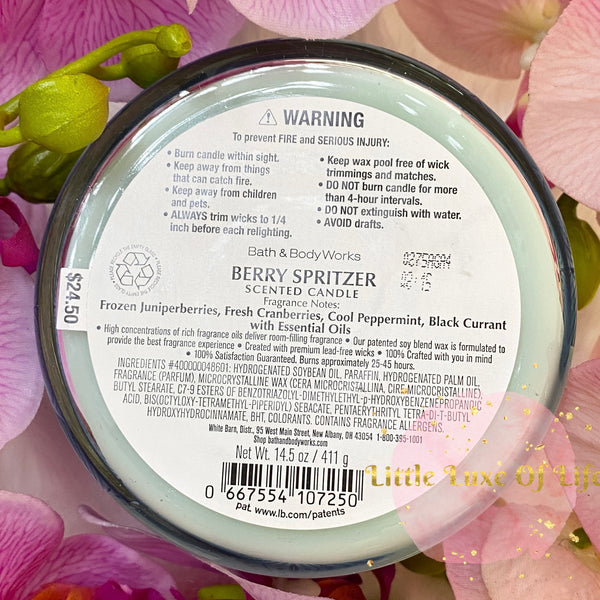 WARNING
To prevent FIRE and SERIOUS INJURY:
• Burn candle within sight.
• Keep away from things
that can catch fire.
• Keep away from children
and pets.
• ALWAYS trim wicks to 1/4
inch before each relighting.
• Keep wax pool free of wick
trimmings and matches.
• DO NOT burn candle for more
than 4-hour intervals.
• DO NOT extinguish with water.
• AVOID drafts.
Bath & Body Works
BERRY SPRITZER
SCENTED CANDLE
Fragrance Notes:
Frozen Juniperberries, Fresh Cranberries, Cool Peppermint, Black Currant
with Essential Oils
• High concentrations of rich fragrance oils deliver room-filling fragrance • Our patented soy blend wax is formulated to
provide the best fragrance experience • Created with premium lead-free wicks • 100% Crafted with you in mind
• 100% Satisfaction Guaranteed. Burns approximately 25-45 hours.
INGREDIENTS #400000048601: HYDROGENATED SOYBEAN OIL, PARAFFIN, HYDROGENATED PALM OIL,
FRAGRANCE (PARFUM), MICROCRYSTALLINE WAX (CERA MICROCRISTALLINA, CIRE MICROCRISTALLINE),
BUTYL STEARATE, C7-9 ESTERS OF BENZOTRIAZOLYL-DIMETHYLETHYL-p-HYDROXYBENZENEPROPANOIC
ACID, BIS(OCTYLOXY-TETRAMETHYL-PIPERIDYL) SEBACATE, PENTAERYTHRITYL TETRA-DI-T-BUTYL
HYDROXYHYDROCINNAMATE, BHT, COLORANTS. CONTAINS FRAGRANCE ALLERGENS.
White Barn, Distr., 95 West Main Street, New Albany, OH 43054 1-800-395-1001
Shop bathandbodyworks.com
Net Wt. 14.5 oz / 411 g
0 667554 107250
pat. www.lb.com/patents
$24.50
Little Luxe Of Life